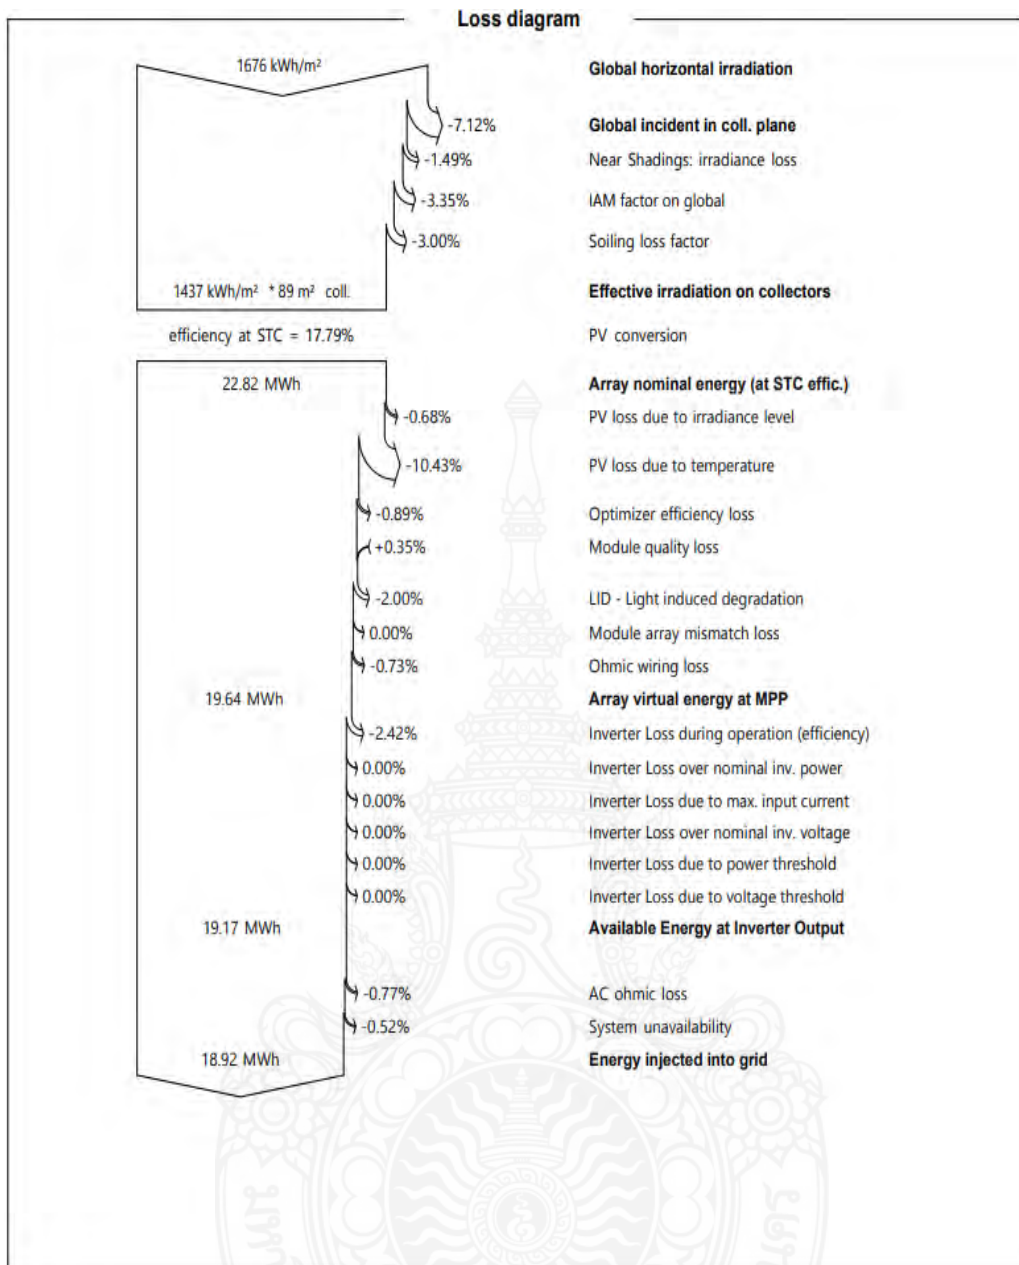 Loss diagram
1676 kWh/m² Global horizontal irradiation
-7.12% Global incident in coll. plane
-1.49% Near Shadings: irradiance loss
-3.35% IAM factor on global
-3.00% Soiling loss factor
1437 kWh/m² * 89 m² coll. Effective irradiation on collectors
efficiency at STC = 17.79% PV conversion
22.82 MWh Array nominal energy (at STC effic.)
-0.68% PV loss due to irradiance level
-10.43% PV loss due to temperature
-0.89% Optimizer efficiency loss
+0.35% Module quality loss
-2.00% LID - Light induced degradation
0.00% Module array mismatch loss
-0.73% Ohmic wiring loss
19.64 MWh Array virtual energy at MPP
-2.42% Inverter Loss during operation (efficiency)
0.00% Inverter Loss over nominal inv. power
0.00% Inverter Loss due to max. input current
0.00% Inverter Loss over nominal inv. voltage
0.00% Inverter Loss due to power threshold
0.00% Inverter Loss due to voltage threshold
19.17 MWh Available Energy at Inverter Output
-0.77% AC ohmic loss
-0.52% System unavailability
18.92 MWh Energy injected into grid